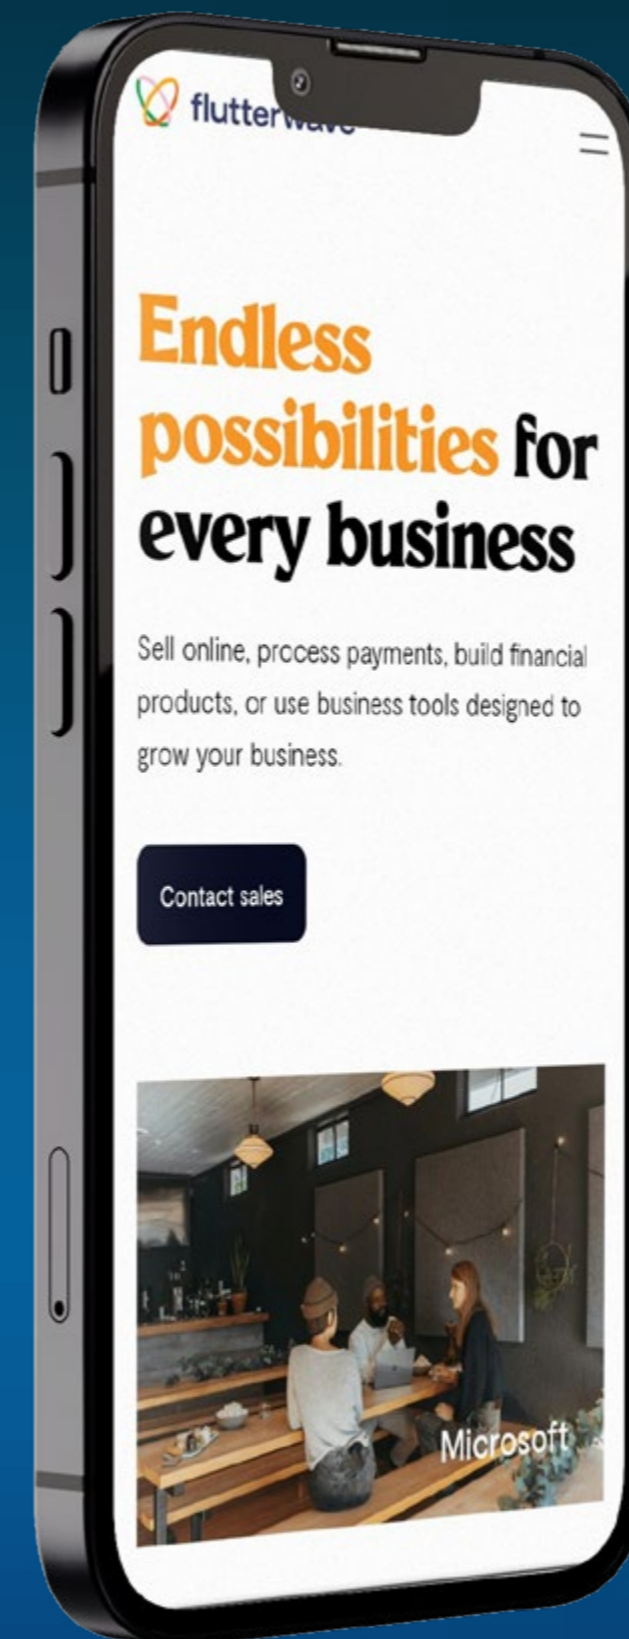 flutterwave
Endless
possibilities for
every business
Sell online, process payments, build financial
products, or use business tools designed to
grow your business.
Contact sales
Microsoft